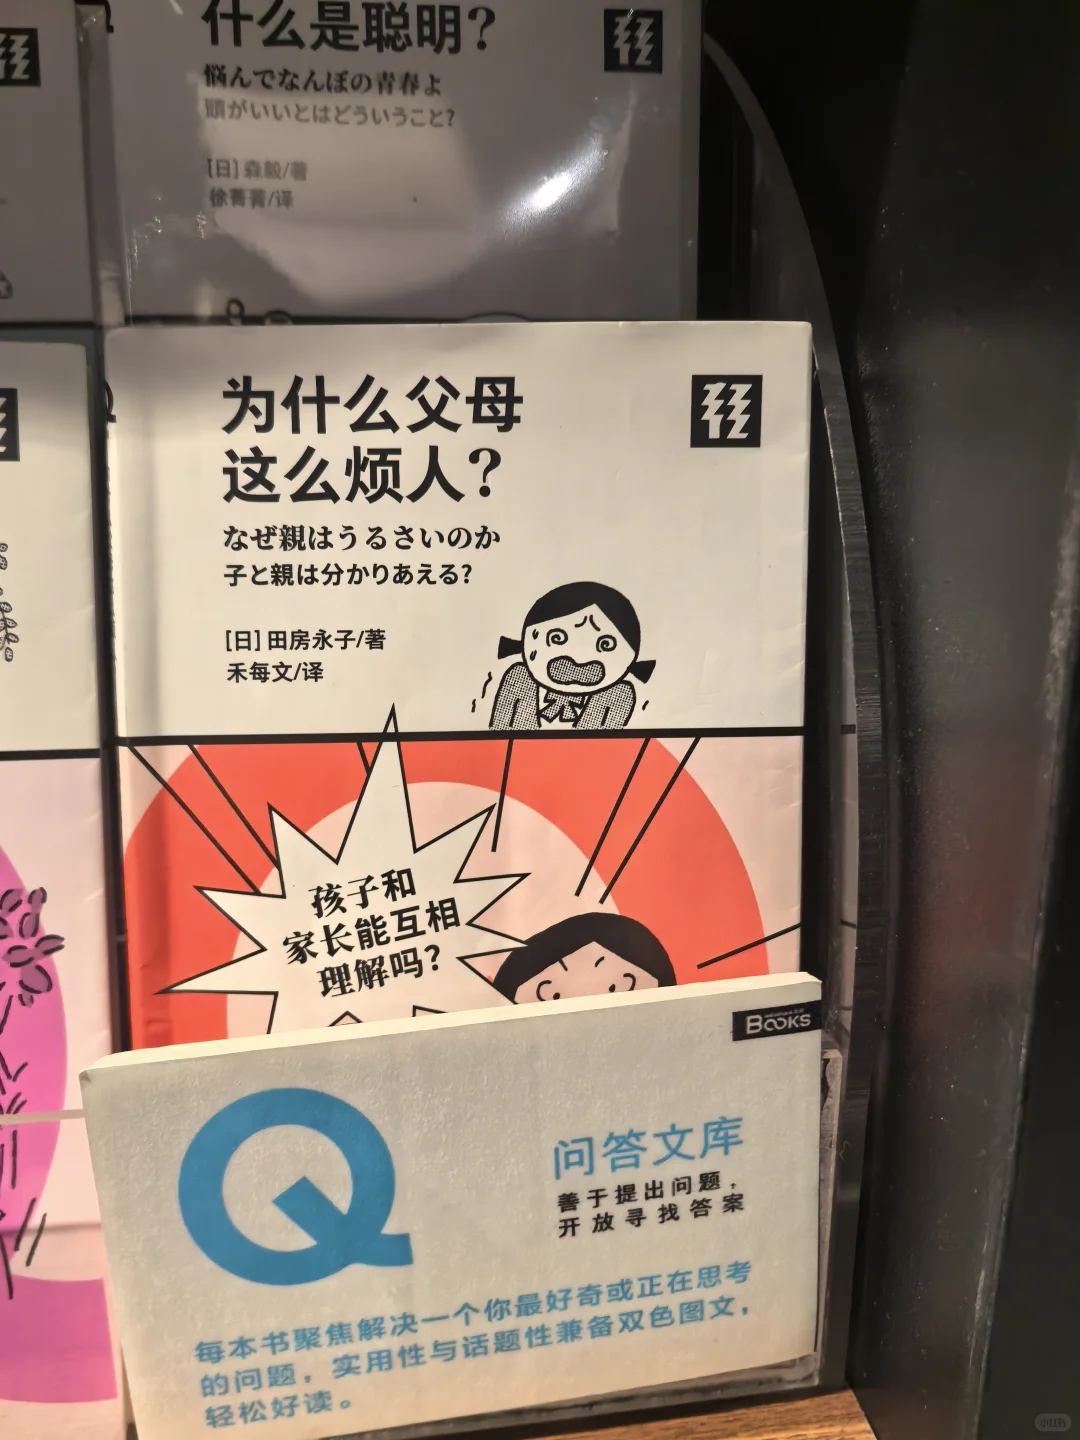 什么是聪明？
悩んでなんぼの青春よ
頭がいいとはどういうこと？
[日] 森毅/著
徐菁菁/译
为什么父母
这么烦人？
なぜ親はうるさいのか
子と親は分かりあえる？
[日] 田房永子/著
禾每文/译
孩子和
家长能互相
理解吗？
BOOKS
Q
问答文库
善于提出问题，
开放寻找答案
每本书聚焦解决一个你最好奇或正在思考
的问题，实用性与话题性兼备双色图文，
轻松好读。
小红书